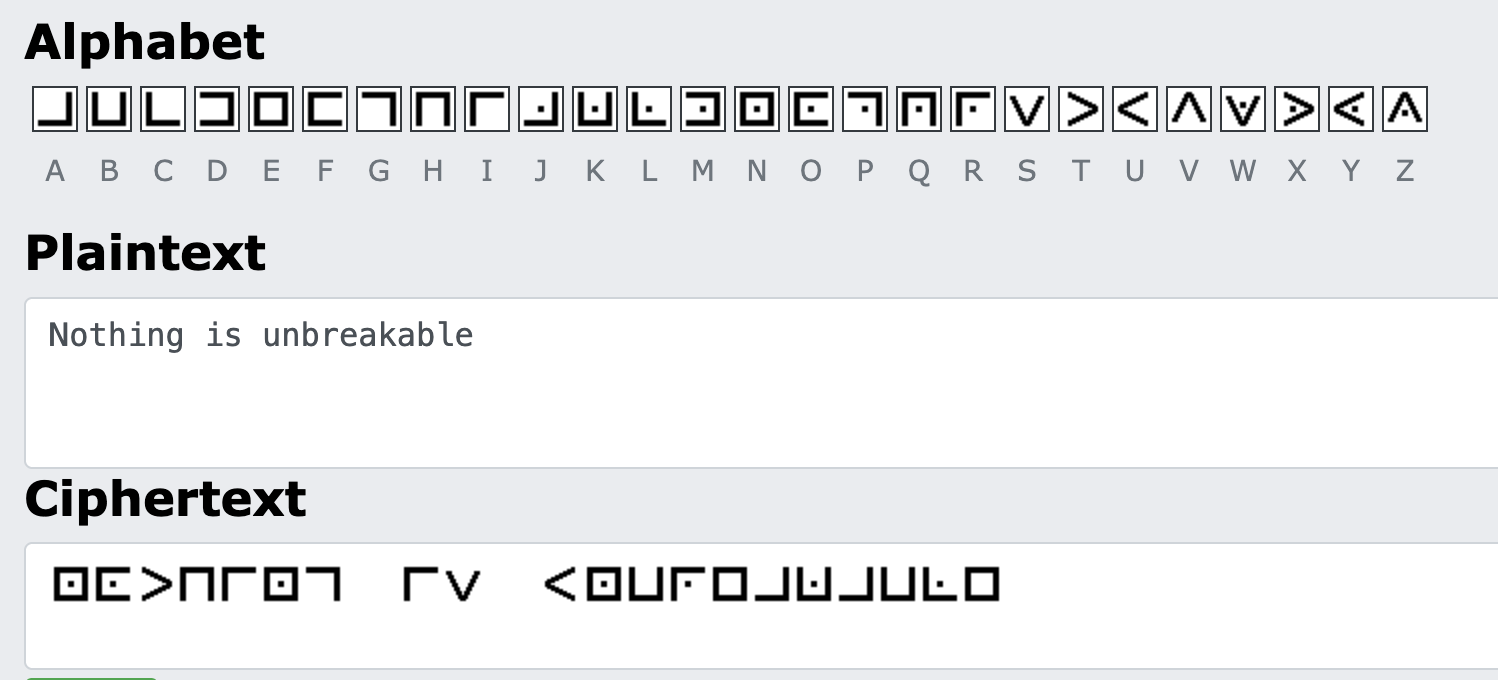 Alphabet
A B C D E F G H I J K L M N O P Q R S T U V W X Y Z
Plaintext
Nothing is unbreakable
Ciphertext